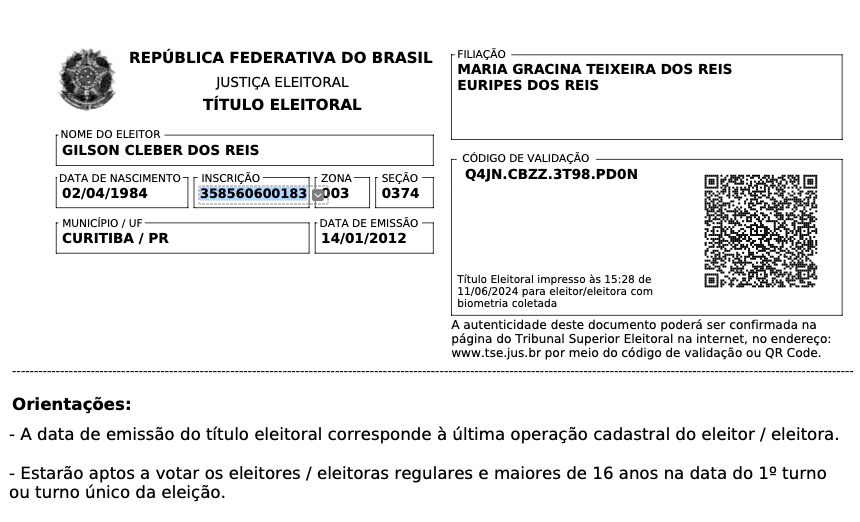 REPÚBLICA FEDERATIVA DO BRASIL
JUSTIÇA ELEITORAL
TÍTULO ELEITORAL
NOME DO ELEITOR
GILSON CLEBER DOS REIS
DATA DE NASCIMENTO INSCRIÇÃO ZONA SEÇÃO
02/04/1984 358560600183 003 0374
MUNICÍPIO / UF DATA DE EMISSÃO
CURITIBA / PR 14/01/2012
FILIAÇÃO
MARIA GRACINA TEIXEIRA DOS REIS
EURIPES DOS REIS
CÓDIGO DE VALIDAÇÃO
Q4JN.CBZZ.3T98.PD0N
Título Eleitoral impresso às 15:28 de
11/06/2024 para eleitor/eleitora com
biometria coletada
A autenticidade deste documento poderá ser confirmada na
página do Tribunal Superior Eleitoral na internet, no endereço:
www.tse.jus.br por meio do código de validação ou QR Code.
Orientações:
- A data de emissão do título eleitoral corresponde à última operação cadastral do eleitor / eleitora.
- Estarão aptos a votar os eleitores / eleitoras regulares e maiores de 16 anos na data do 1º turno
ou turno único da eleição.